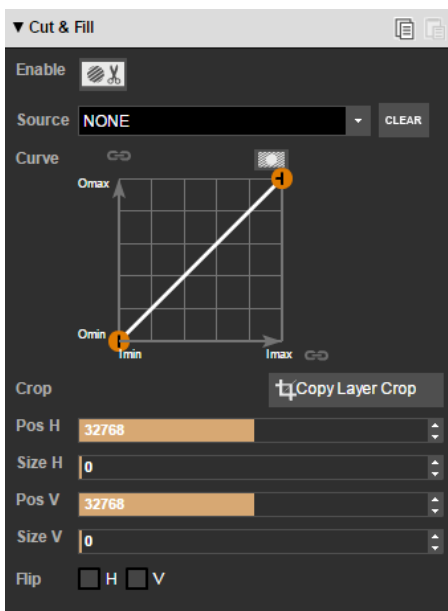 ▼ Cut & Fill
Enable
Source NONE CLEAR
Curve
Omax
Omin
Imin Imax
Crop Copy Layer Crop
Pos H 32768
Size H 0
Pos V 32768
Size V 0
Flip H V